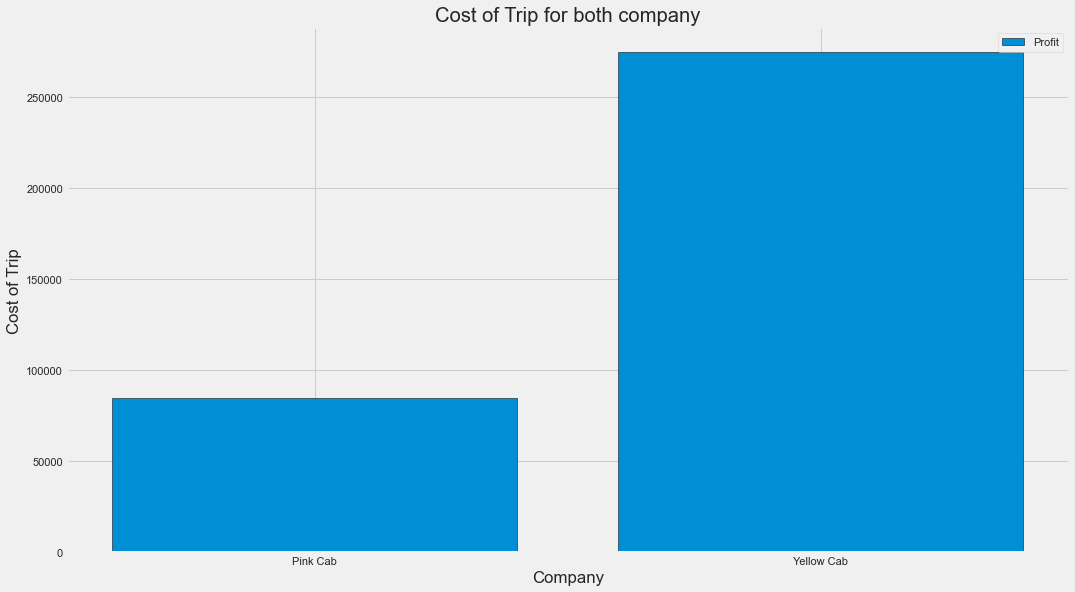 Cost of Trip for both company
Profit
250000
200000
150000
100000
50000
0
Cost of Trip
Pink Cab
Yellow Cab
Company